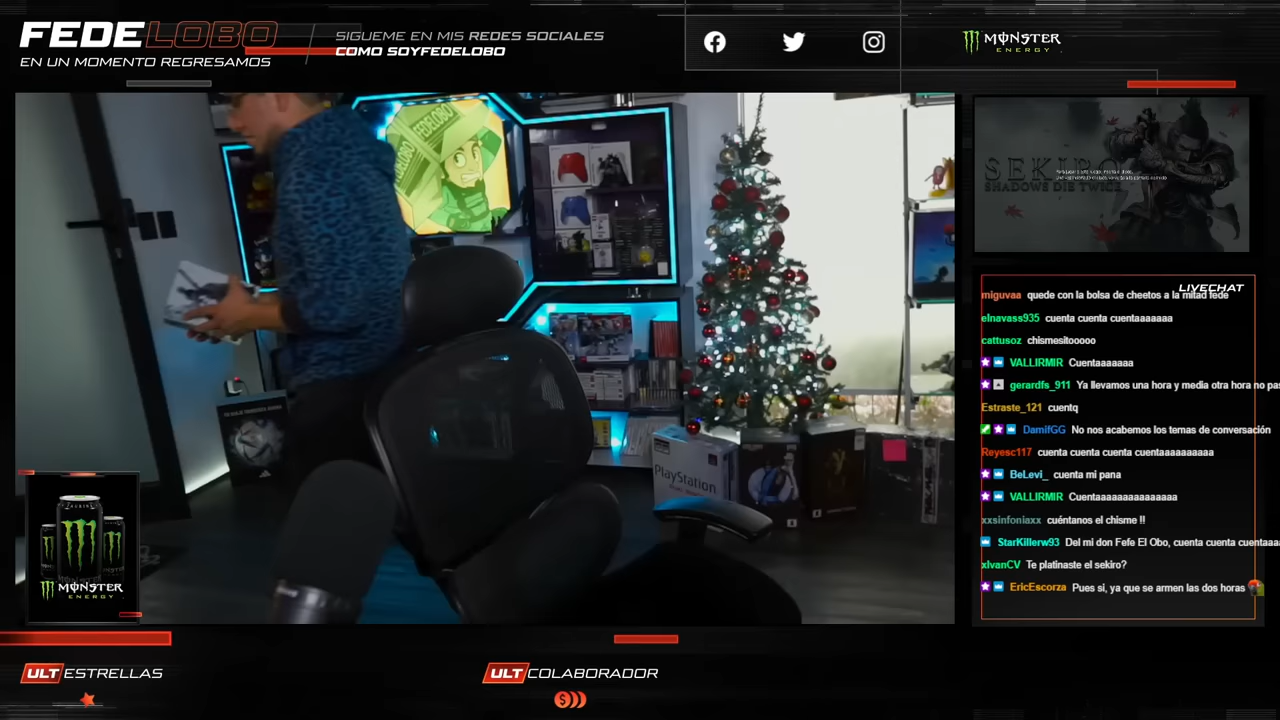 FEDELOBO
EN UN MOMENTO REGRESAMOS
SIGUEME EN MIS REDES SOCIALES
COMO SOYFEDELOBO
MONSTER
ENERGY
FEDELOBO
FEDELOBO
SEKIRO
SHADOWS DIE TWICE
LIVECHAT
miguvaa quede con la bolsa de cheetos a la mitad fede
elnavass935 cuenta cuenta cuentaaaaaaa
cattusoz chismesitooooo
VALLIRMIR Cuentaaaaaaa
gerardfs_911 Ya llevamos una hora y media otra hora no pas
Estraste_121 cuentq
DamifGG No nos acabemos los temas de conversación
Reyesc117 cuenta cuenta cuenta cuentaaaaaaaaaa
BeLevi_ cuenta mi pana
VALLIRMIR Cuentaaaaaaaaaaaaaaa
xxsinfoniaxx cuéntanos el chisme !!
StarKillerw93 Del mi don Fefe El Obo, cuenta cuenta cuentaaa
xIvanCV Te platinaste el sekiro?
EricEscorza Pues si, ya que se armen las dos horas
PlayStation
MONSTER
ENERGY
ULT ESTRELLAS
ULT COLABORADOR